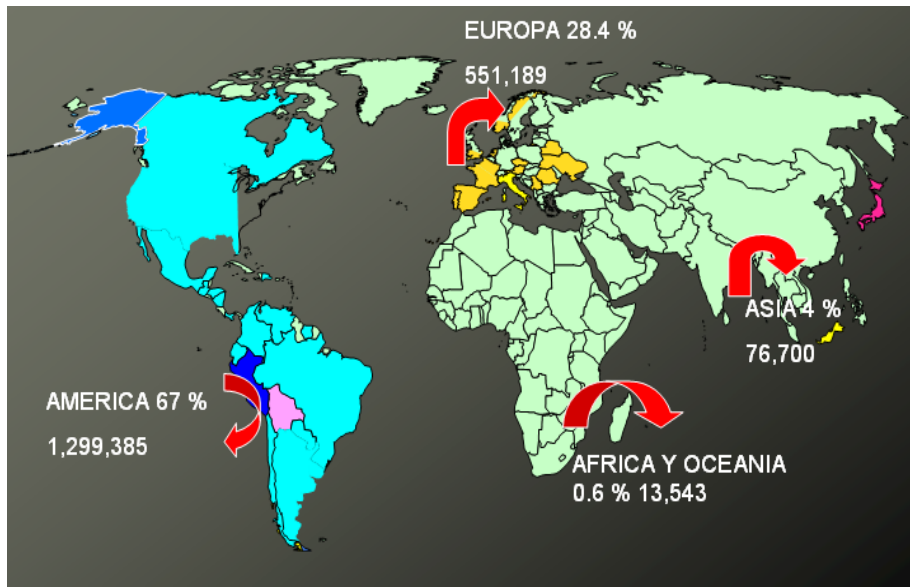 EUROPA 28.4 %
551,189
ASIA 4 %
76,700
AMERICA 67 %
1,299,385
AFRICA Y OCEANIA
0.6 % 13,543